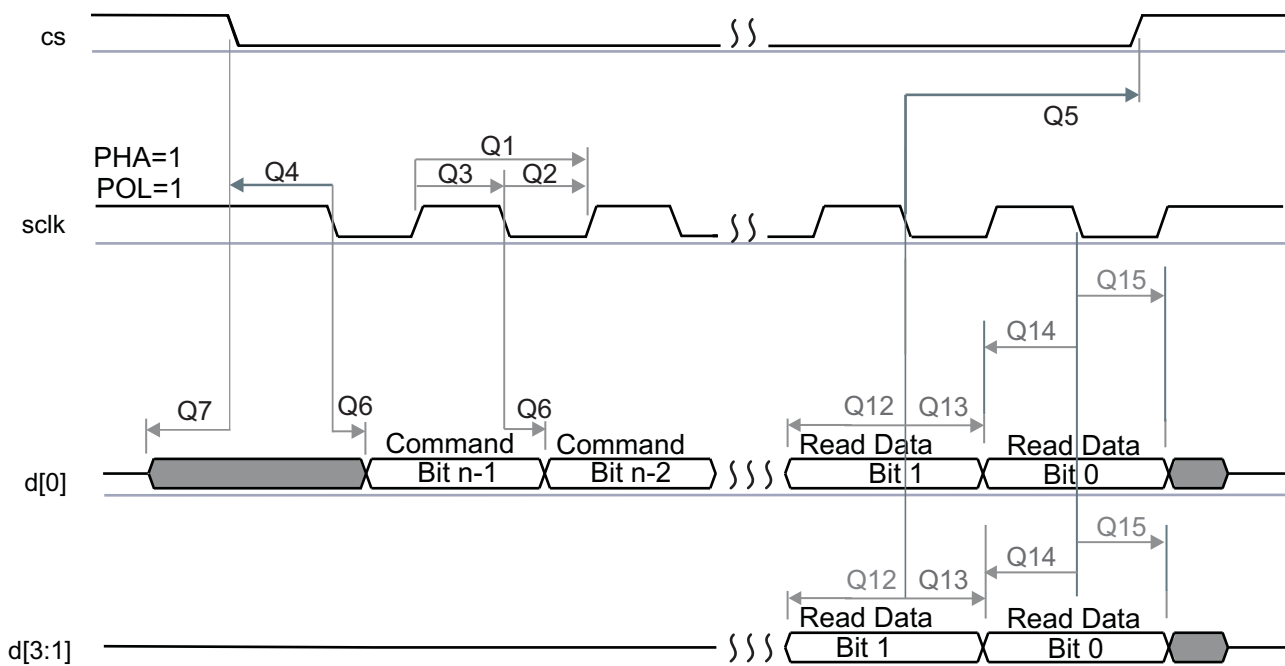 cs
Q5
PHA=1
POL=1
Q4
Q1
Q3 Q2
sclk
Q15
Q14
Q7 Q6 Q6 Q12 Q13
Command Command Read Data Read Data
d[0] Bit n-1 Bit n-2 Bit 1 Bit 0
Q15
Q14
Q12 Q13
Read Data Read Data
d[3:1] Bit 1 Bit 0